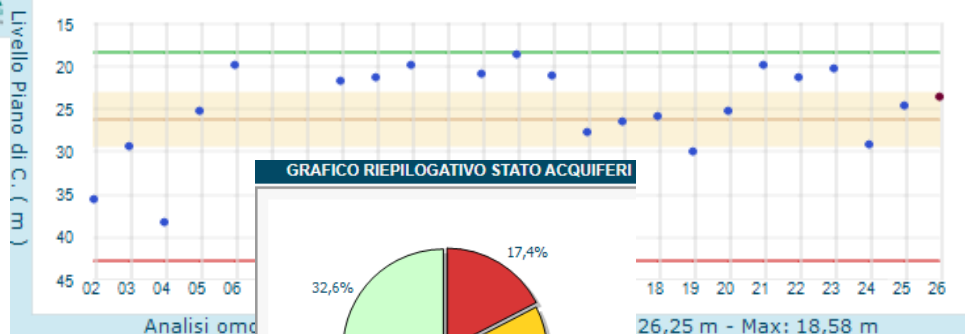 Livello Piano di C. ( m )
15
20
25
30
35
40
45
02 03 04 05 06 18 19 20 21 22 23 24 25 26
GRAFICO RIEPILOGATIVO STATO ACQUIFERI
17,4%
32,6%
Analisi omo 26,25 m - Max: 18,58 m